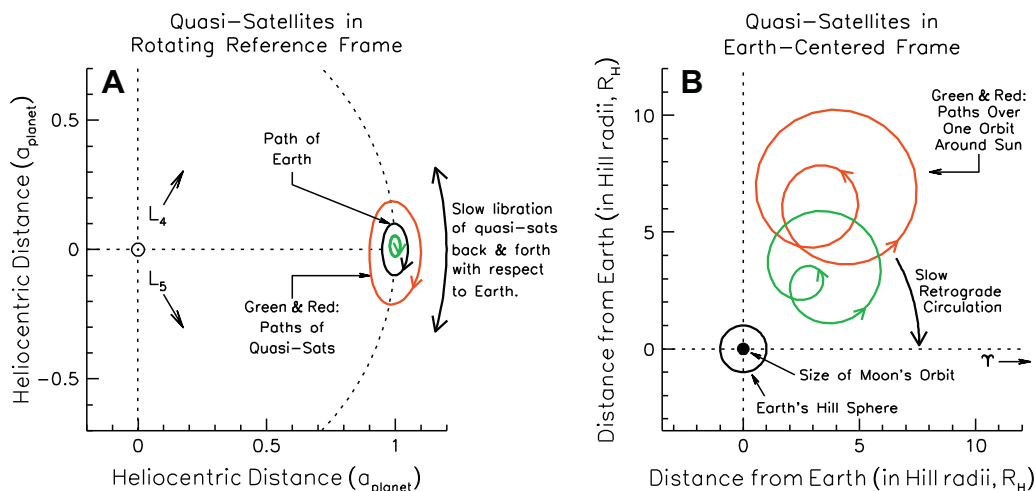 Quasi-Satellites in
Rotating Reference Frame
A
Heliocentric Distance (a_planet)
0.5
0
-0.5
L4
L5
Path of
Earth
Green & Red:
Paths of
Quasi-Sats
Slow libration
of quasi-sats
back & forth
with respect
to Earth.
0
0.5
1
Heliocentric Distance (a_planet)
Quasi-Satellites in
Earth-Centered Frame
B
Distance from Earth (in Hill radii, R_H)
10
5
0
Green & Red:
Paths Over
One Orbit
Around Sun
Slow
Retrograde
Circulation
♈
Size of Moon's Orbit
Earth's Hill Sphere
0
5
10
Distance from Earth (in Hill radii, R_H)